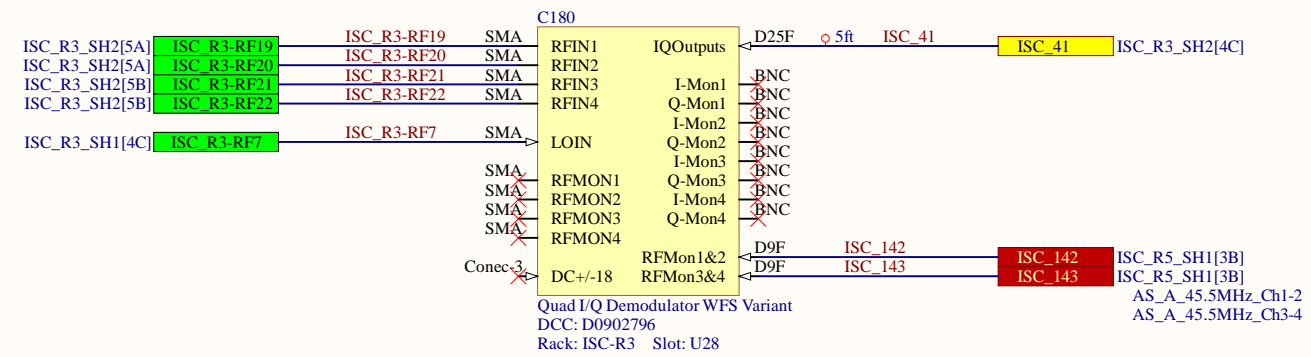 C180
ISC_R3_SH2[5A] ISC_R3-RF19 ISC_R3-RF19 SMA RFIN1 IQOutputs D25F 5ft ISC_41 ISC_41 ISC_R3_SH2[4C]
ISC_R3_SH2[5A] ISC_R3-RF20 ISC_R3-RF20 SMA RFIN2
ISC_R3_SH2[5B] ISC_R3-RF21 ISC_R3-RF21 SMA RFIN3 I-Mon1 BNC
ISC_R3_SH2[5B] ISC_R3-RF22 ISC_R3-RF22 SMA RFIN4 Q-Mon1 BNC
I-Mon2 BNC
ISC_R3_SH1[4C] ISC_R3-RF7 ISC_R3-RF7 SMA LOIN Q-Mon2 BNC
I-Mon3 BNC
SMA RFMON1 Q-Mon3 BNC
SMA RFMON2 I-Mon4 BNC
SMA RFMON3 Q-Mon4 BNC
SMA RFMON4
RFMon1&2 D9F ISC_142 ISC_142 ISC_R5_SH1[3B]
Conec-3 DC+/-18 RFMon3&4 D9F ISC_143 ISC_143 ISC_R5_SH1[3B]
AS_A_45.5MHz_Ch1-2
AS_A_45.5MHz_Ch3-4
Quad I/Q Demodulator WFS Variant
DCC: D0902796
Rack: ISC-R3 Slot: U28